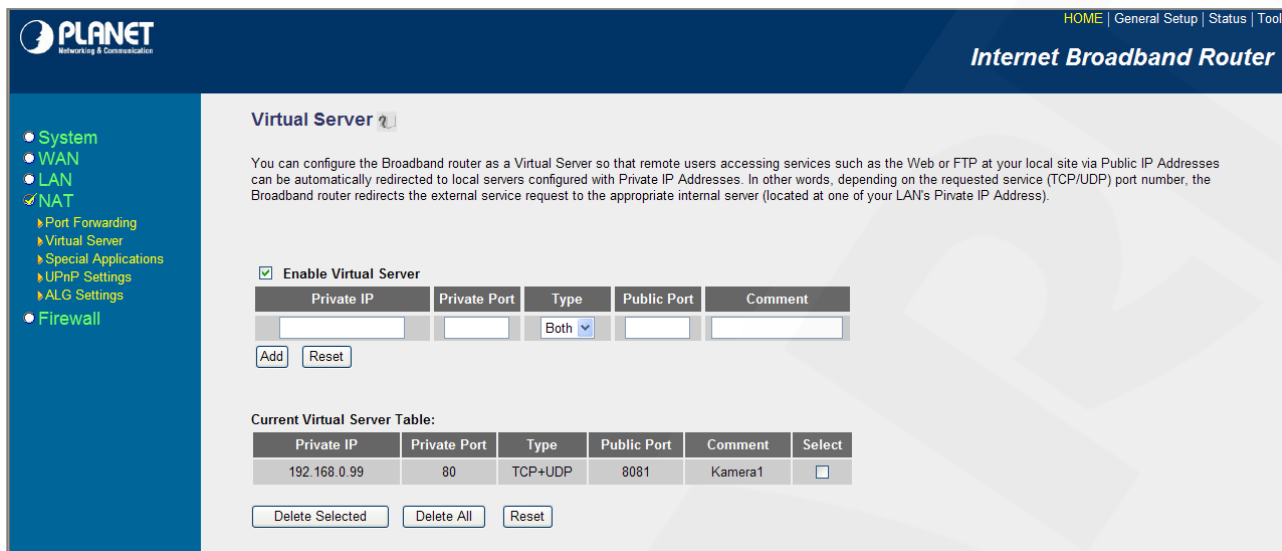 PLANET
Networking & Communication
HOME | General Setup | Status | Tool
Internet Broadband Router
System
WAN
LAN
NAT
Port Forwarding
Virtual Server
Special Applications
UPnP Settings
ALG Settings
Firewall
Virtual Server
You can configure the Broadband router as a Virtual Server so that remote users accessing services such as the Web or FTP at your local site via Public IP Addresses
can be automatically redirected to local servers configured with Private IP Addresses. In other words, depending on the requested service (TCP/UDP) port number, the
Broadband router redirects the external service request to the appropriate internal server (located at one of your LAN's Pivate IP Address).
Enable Virtual Server
Private IP Private Port Type Public Port Comment
Both
Add Reset
Current Virtual Server Table:
Private IP Private Port Type Public Port Comment Select
192.168.0.99 80 TCP+UDP 8081 Kamera1
Delete Selected Delete All Reset